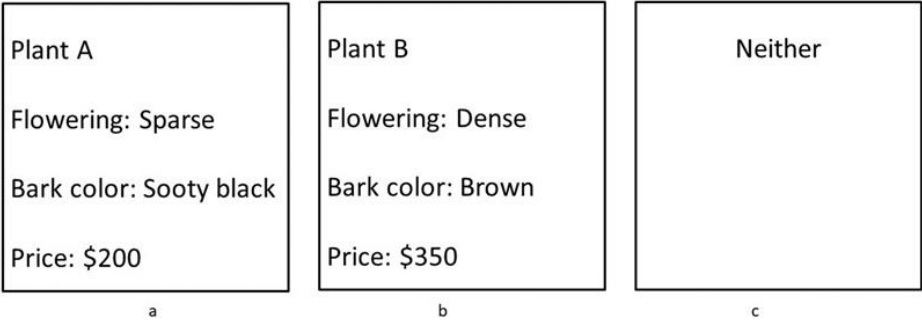 Plant A
Flowering: Sparse
Bark color: Sooty black
Price: $200
a
Plant B
Flowering: Dense
Bark color: Brown
Price: $350
b
Neither
c